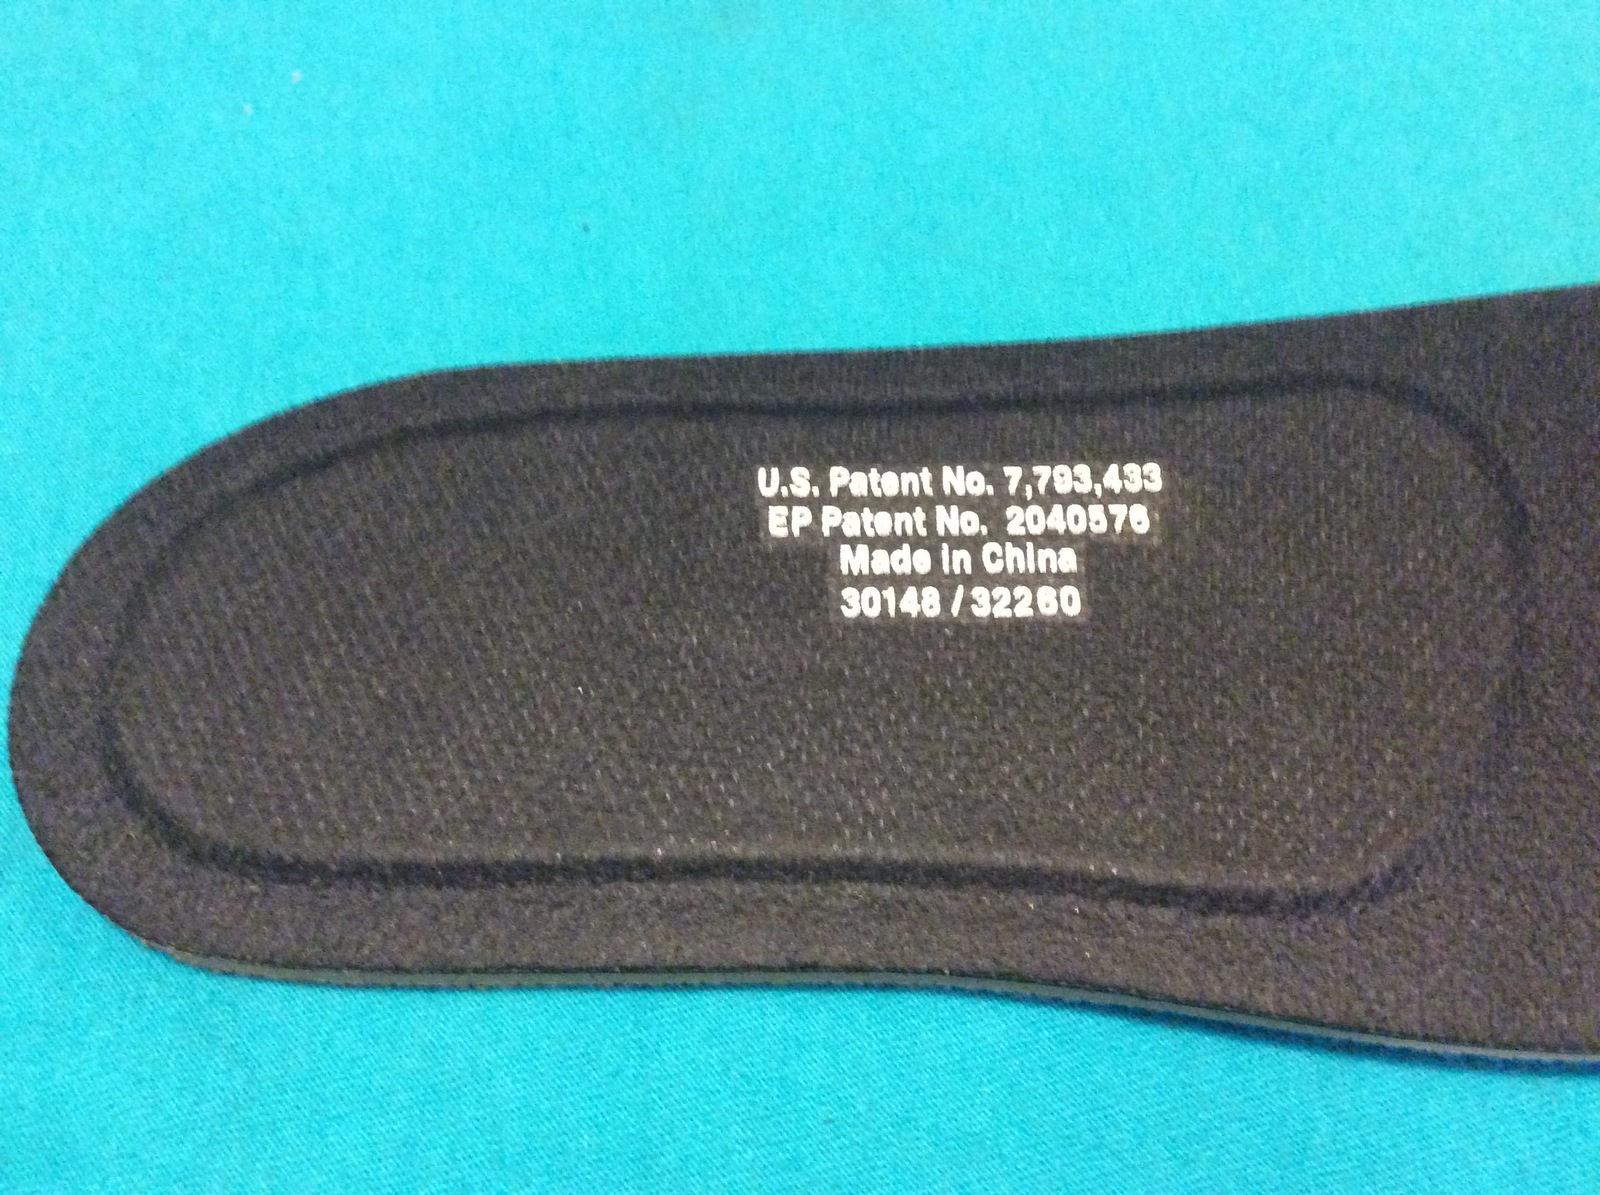 U.S. Patent No. 7,793,433
EP Patent No. 2040576
Made in China
30148 / 32260